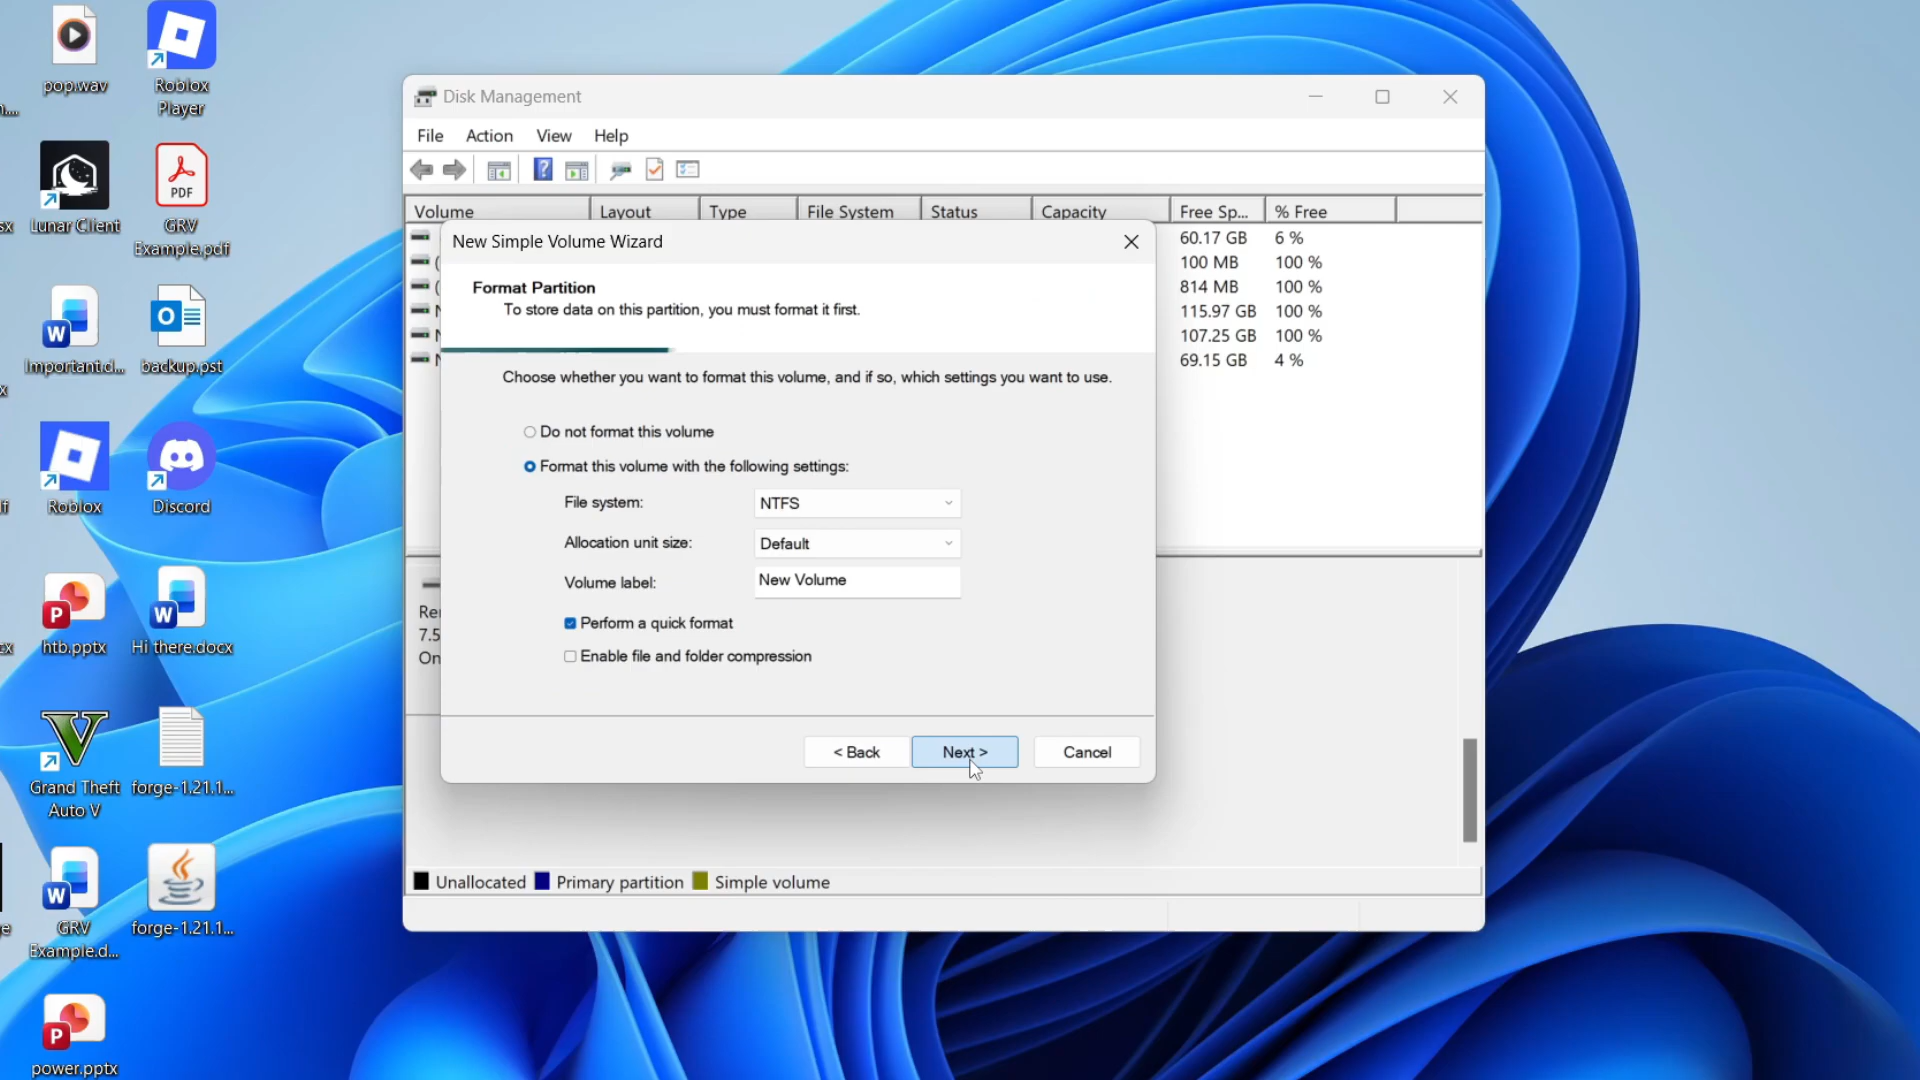 pop.wav
Roblox
Player
Lunar Client
GRV
Example.pdf
Important.d...
backup.pst
Roblox
Discord
htb.pptx
Hi there.docx
Grand Theft
Auto V
forge-1.21.1...
GRV
Example.d...
forge-1.21.1...
power.pptx
PDF
Disk Management
File Action View Help
Volume Layout Type File System Status Capacity Free Sp... % Free
60.17 GB 6 %
100 MB 100 %
814 MB 100 %
115.97 GB 100 %
107.25 GB 100 %
69.15 GB 4 %
New Simple Volume Wizard
Format Partition
To store data on this partition, you must format it first.
Choose whether you want to format this volume, and if so, which settings you want to use.
Do not format this volume
Format this volume with the following settings:
File system: NTFS
Allocation unit size: Default
Volume label: New Volume
Perform a quick format
Enable file and folder compression
< Back Next > Cancel
Rer
7.5
On
Unallocated Primary partition Simple volume